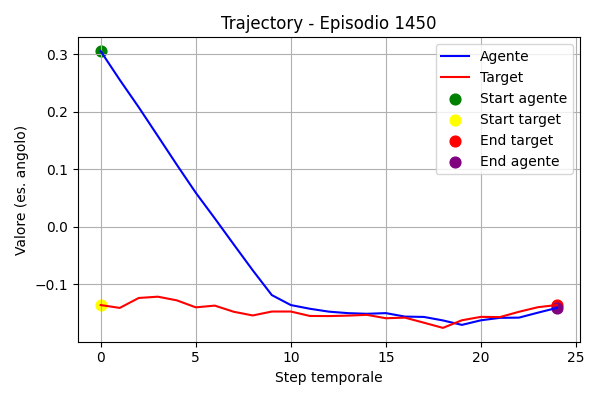 Trajectory - Episodio 1450
Valore (es. angolo)
0.3
0.2
0.1
0.0
−0.1
Agente
Target
Start agente
Start target
End target
End agente
0 5 10 15 20 25
Step temporale